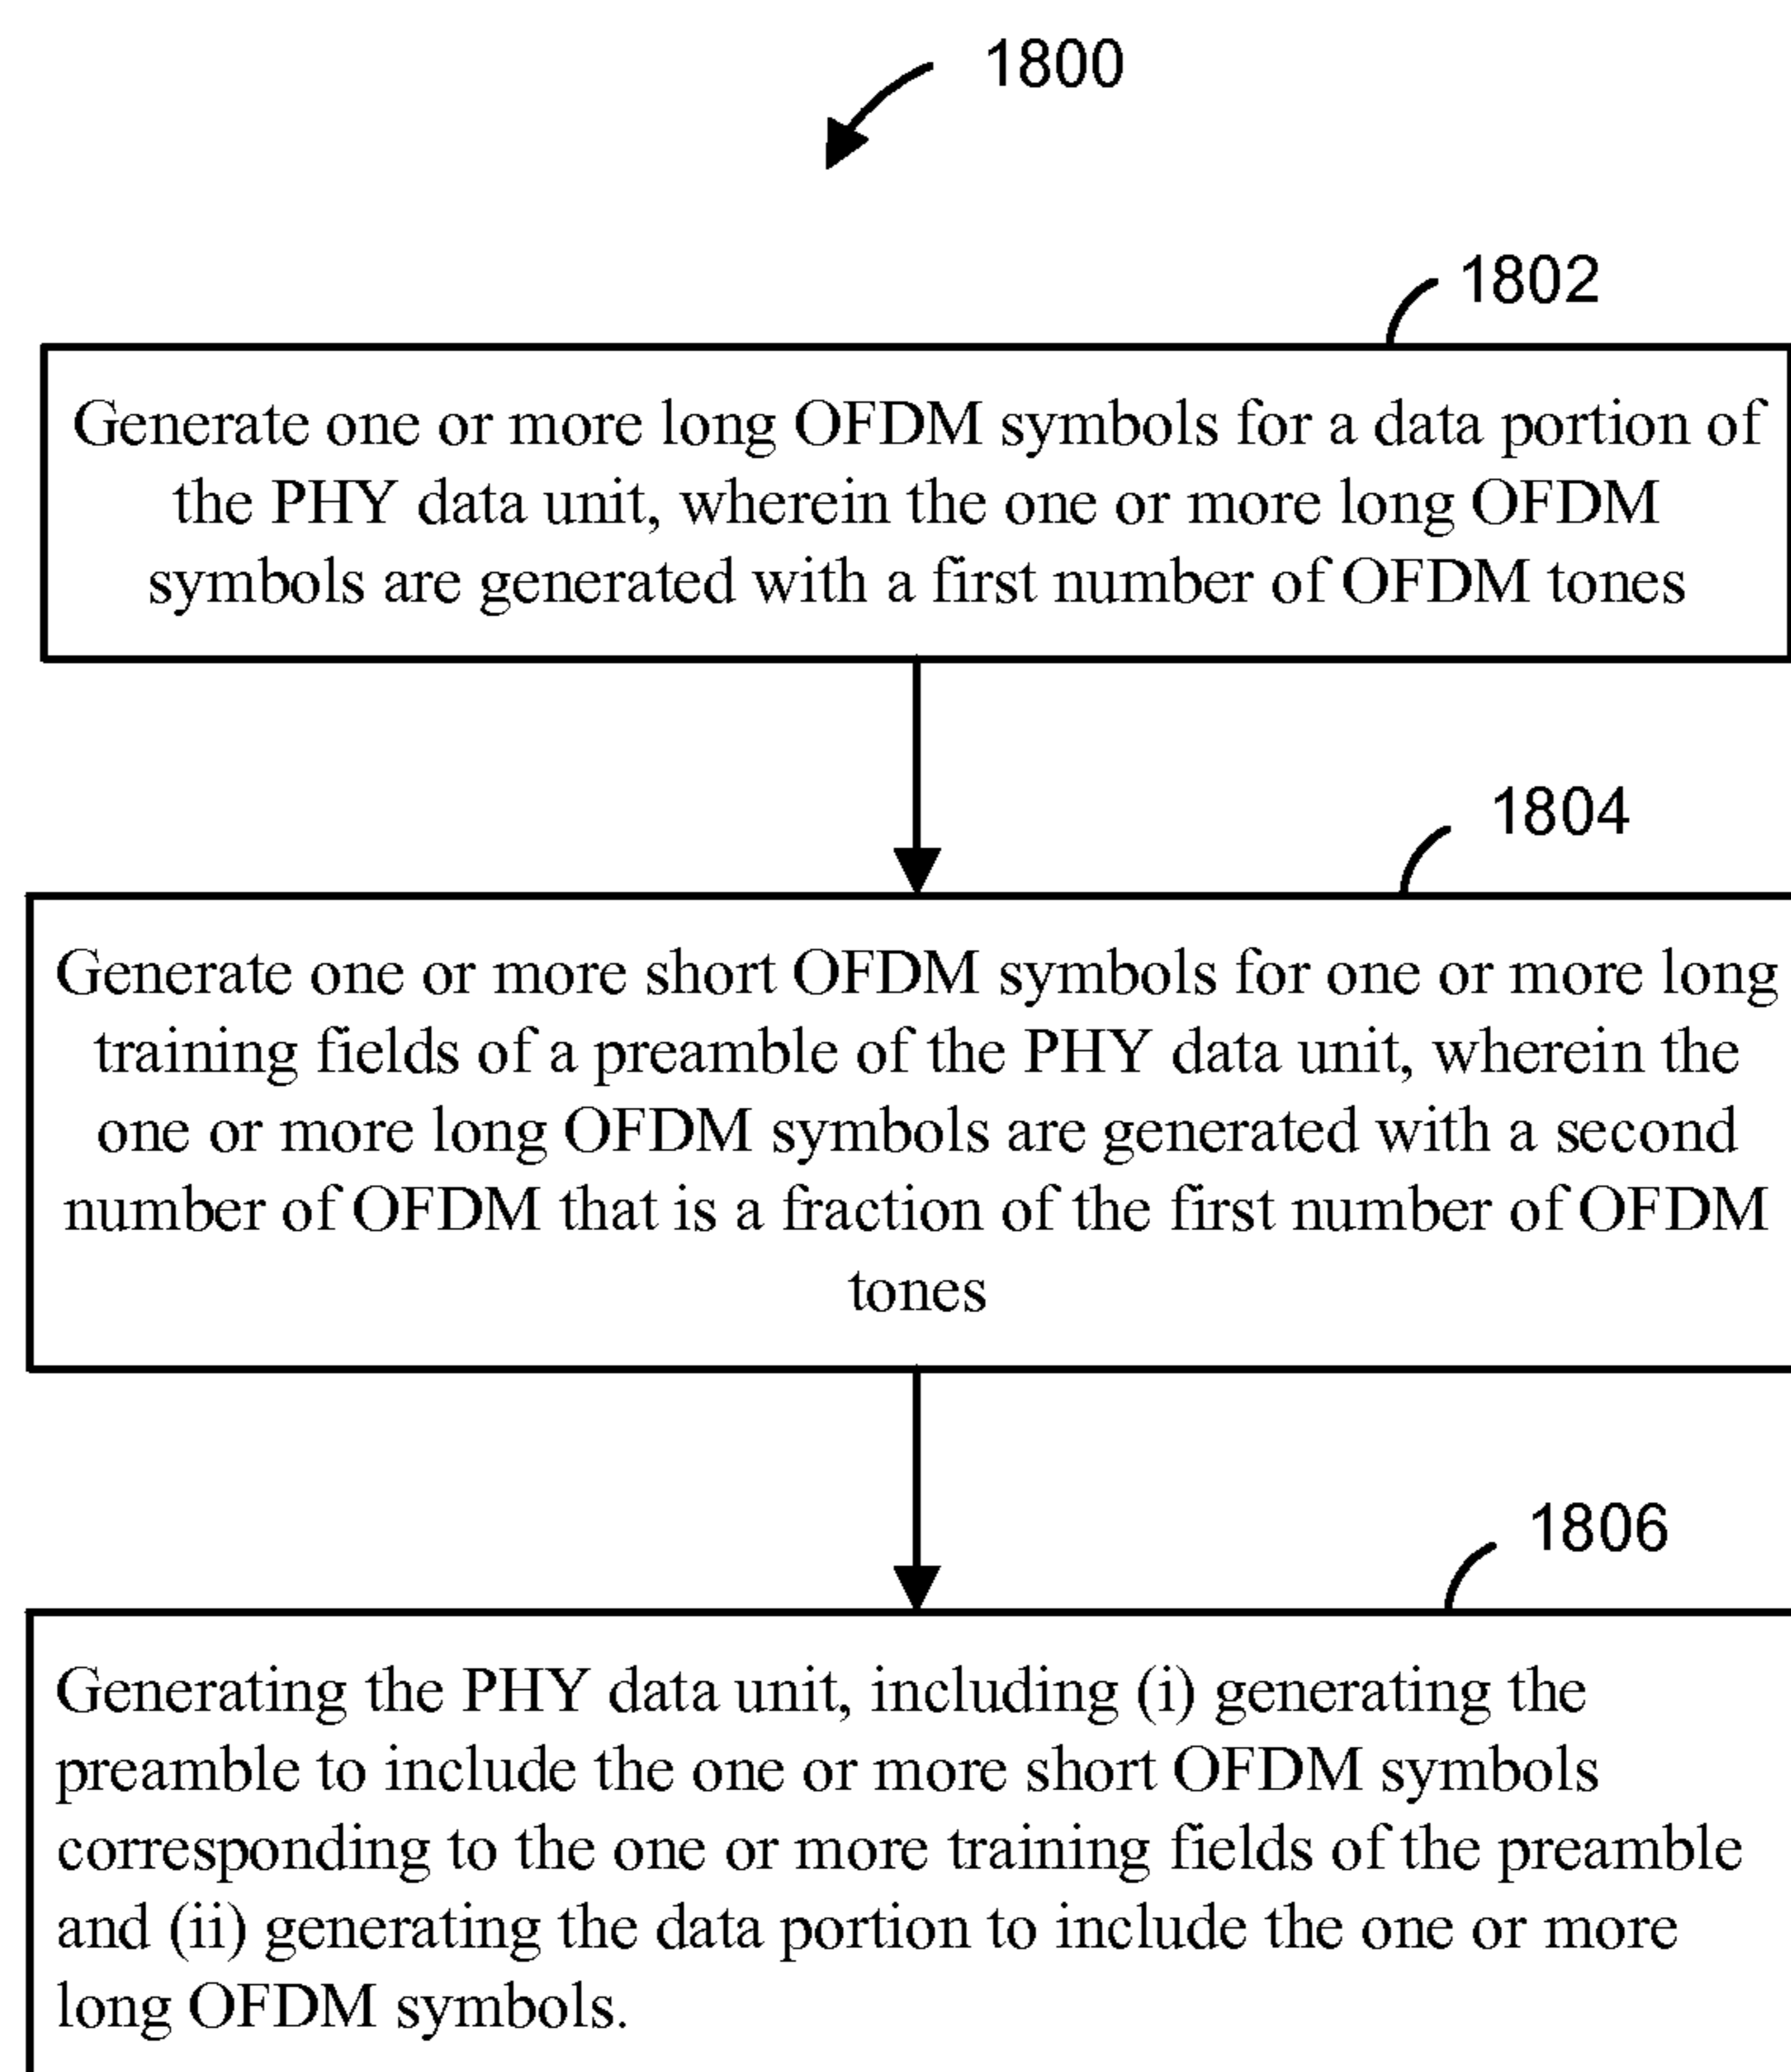 1800
1802
Generate one or more long OFDM symbols for a data portion of
the PHY data unit, wherein the one or more long OFDM
symbols are generated with a first number of OFDM tones
1804
Generate one or more short OFDM symbols for one or more long
training fields of a preamble of the PHY data unit, wherein the
one or more long OFDM symbols are generated with a second
number of OFDM that is a fraction of the first number of OFDM
tones
1806
Generating the PHY data unit, including (i) generating the
preamble to include the one or more short OFDM symbols
corresponding to the one or more training fields of the preamble
and (ii) generating the data portion to include the one or more
long OFDM symbols.